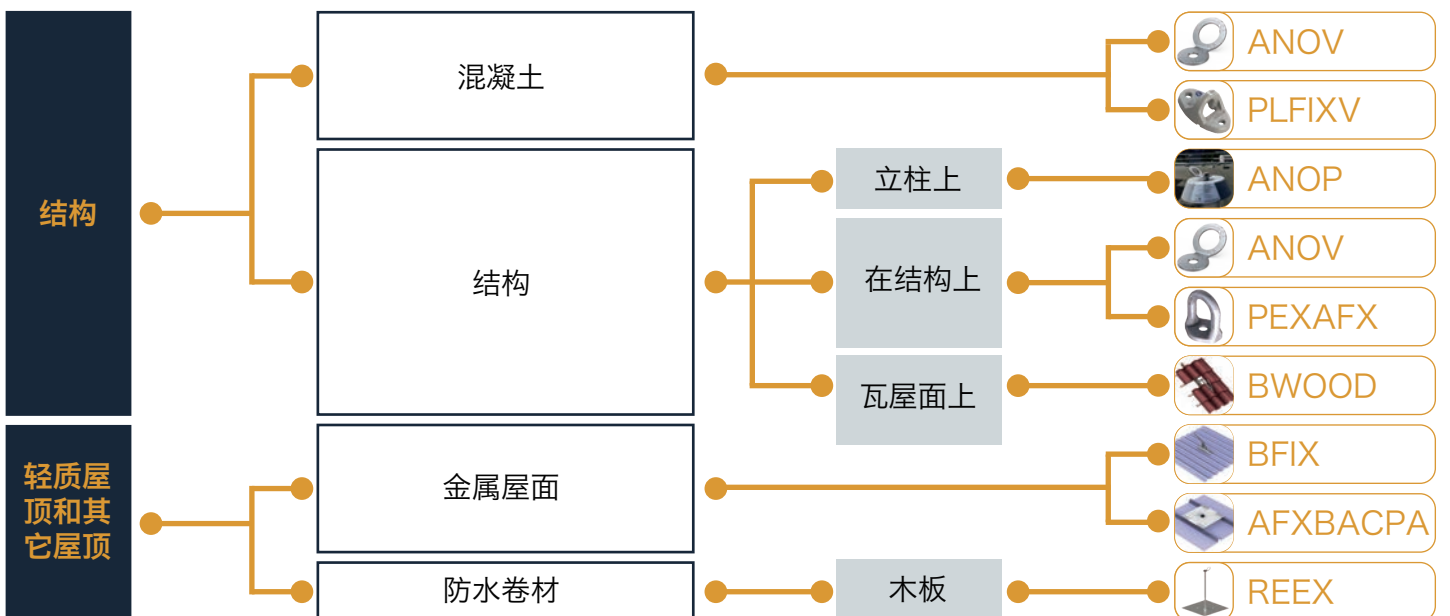 结构
混凝土
ANOV
PLFIXV
结构
立柱上
ANOP
在结构上
ANOV
PEXAFX
瓦屋面上
BWOOD
轻质屋
顶和其
它屋顶
金属屋面
BFIX
AFXBACPA
防水卷材
木板
REEX